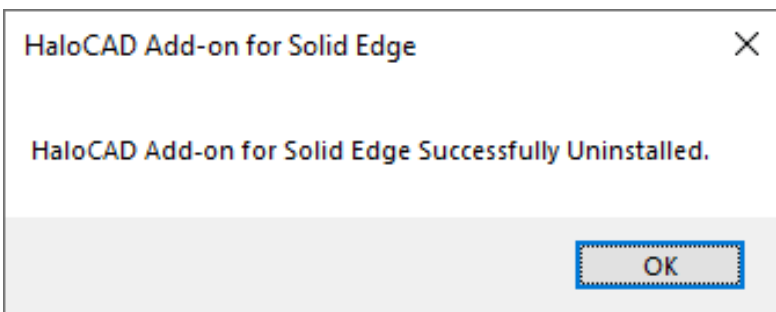 HaloCAD Add-on for Solid Edge
HaloCAD Add-on for Solid Edge Successfully Uninstalled.
OK